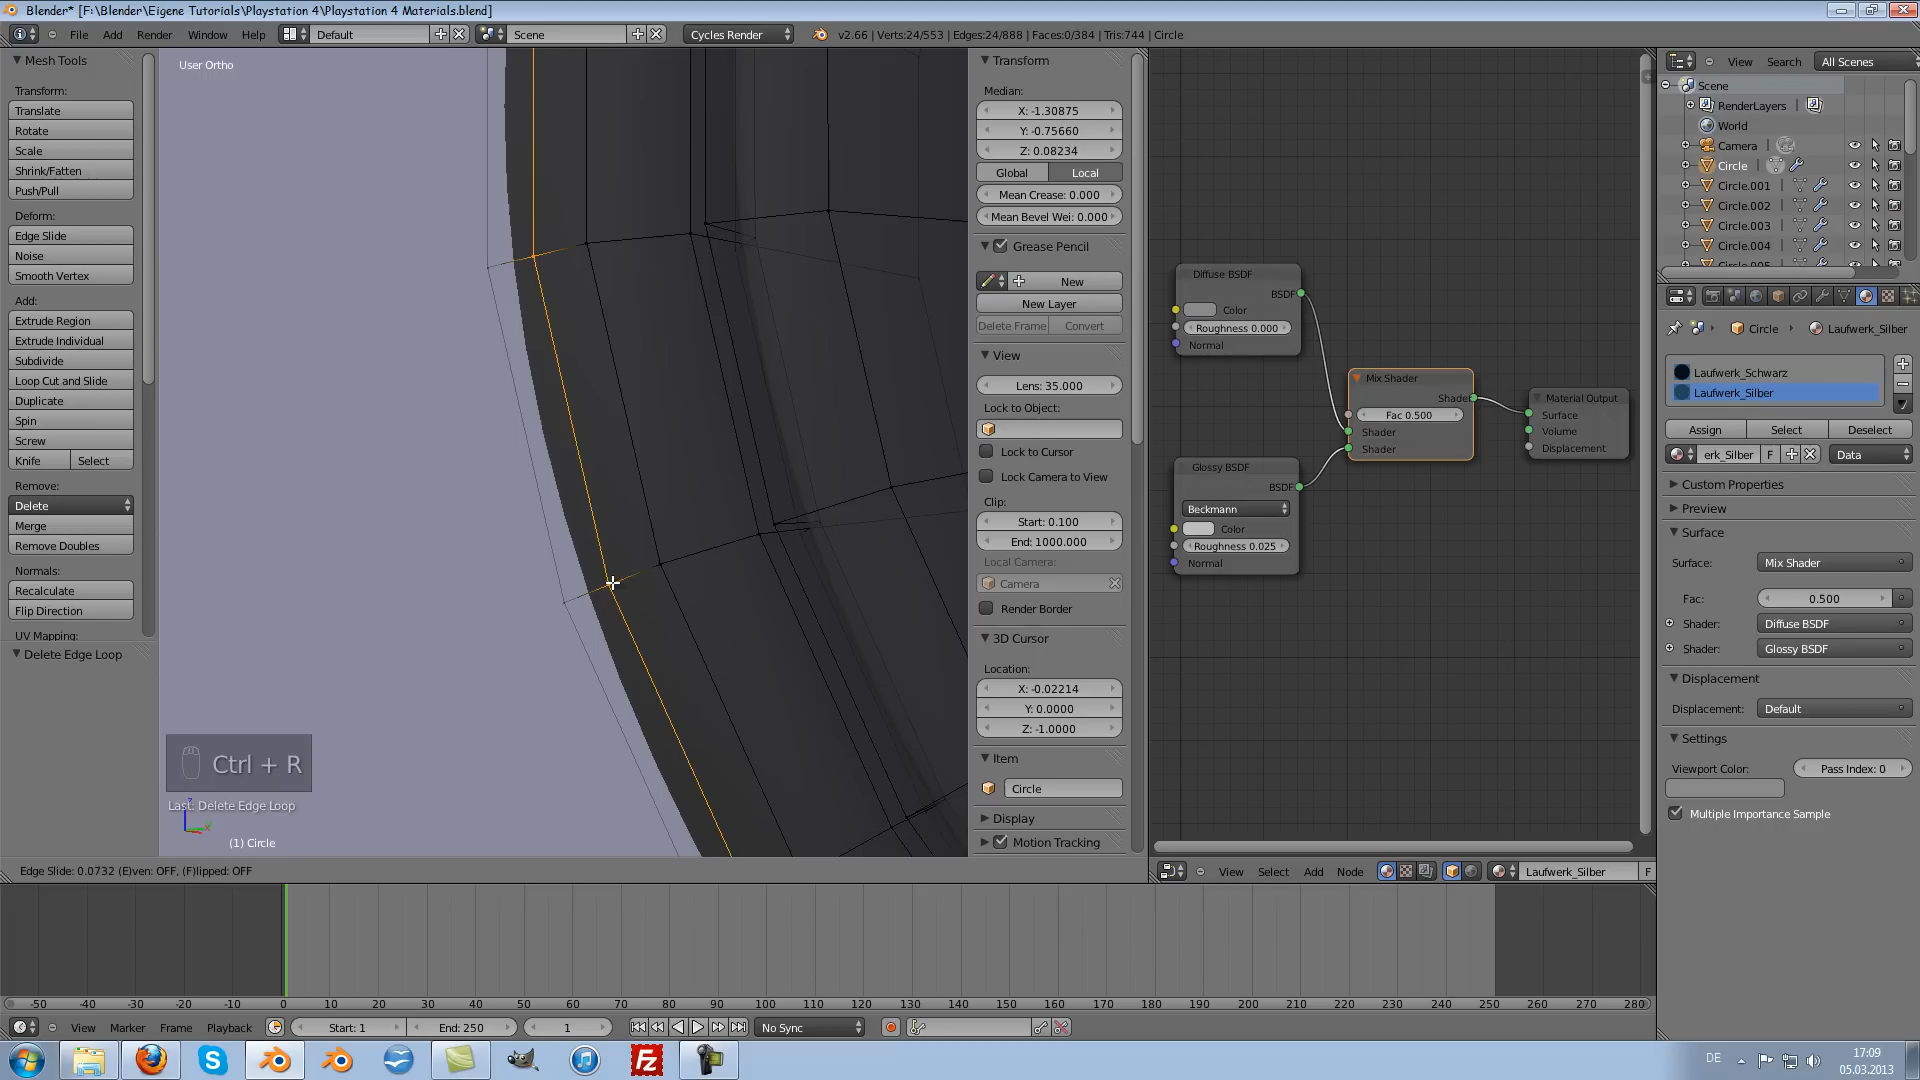 Blender* [F:\Blender\Eigene Tutorials\Playstation 4\Playstation 4 Materials.blend]
File Add Render Window Help Default Scene Cycles Render v2.66 | Verts:24/553 | Edges:24/888 | Faces:0/384 | Tris:744 | Circle
Mesh Tools
Transform:
Translate
Rotate
Scale
Shrink/Fatten
Push/Pull
Deform:
Edge Slide
Noise
Smooth Vertex
Add:
Extrude Region
Extrude Individual
Subdivide
Loop Cut and Slide
Duplicate
Spin
Screw
Knife Select
Remove:
Delete
Merge
Remove Doubles
Normals:
Recalculate
Flip Direction
UV Mapping:
Delete Edge Loop
User Ortho
Ctrl + R
Last: Delete Edge Loop
(1) Circle
Edge Slide: 0.0732 (E)ven: OFF, (F)lipped: OFF
Transform
Median:
X: -1.30875
Y: -0.75660
Z: 0.08234
Global Local
Mean Crease: 0.000
Mean Bevel Wei: 0.000
Grease Pencil
New
New Layer
Delete Frame Convert
View
Lens: 35.000
Lock to Object:
Lock to Cursor
Lock Camera to View
Clip:
Start: 0.100
End: 1000.000
Local Camera:
Camera
Render Border
3D Cursor
Location:
X: -0.02214
Y: 0.0000
Z: -1.0000
Item
Circle
Display
Motion Tracking
Diffuse BSDF
BSDF
Color
Roughness 0.000
Normal
Glossy BSDF
BSDF
Beckmann
Color
Roughness 0.025
Normal
Mix Shader
Shader
Fac 0.500
Shader
Shader
Material Output
Surface
Volume
Displacement
View Select Add Node Laufwerk_Silber F
View Search All Scenes
Scene
RenderLayers
World
Camera
Circle
Circle.001
Circle.002
Circle.003
Circle.004
Circle Laufwerk_Silber
Laufwerk_Schwarz
Laufwerk_Silber
Assign Select Deselect
erk_Silber F Data
Custom Properties
Preview
Surface
Surface: Mix Shader
Fac: 0.500
Shader: Diffuse BSDF
Shader: Glossy BSDF
Displacement
Displacement: Default
Settings
Viewport Color: Pass Index: 0
Multiple Importance Sample
-50 -40 -30 -20 -10 0 10 20 30 40 50 60 70 80 90 100 110 120 130 140 150 160 170 180 190 200 210 220 230 240 250 260 270 280
View Marker Frame Playback Start: 1 End: 250 1 No Sync
DE 17:09
05.03.2013